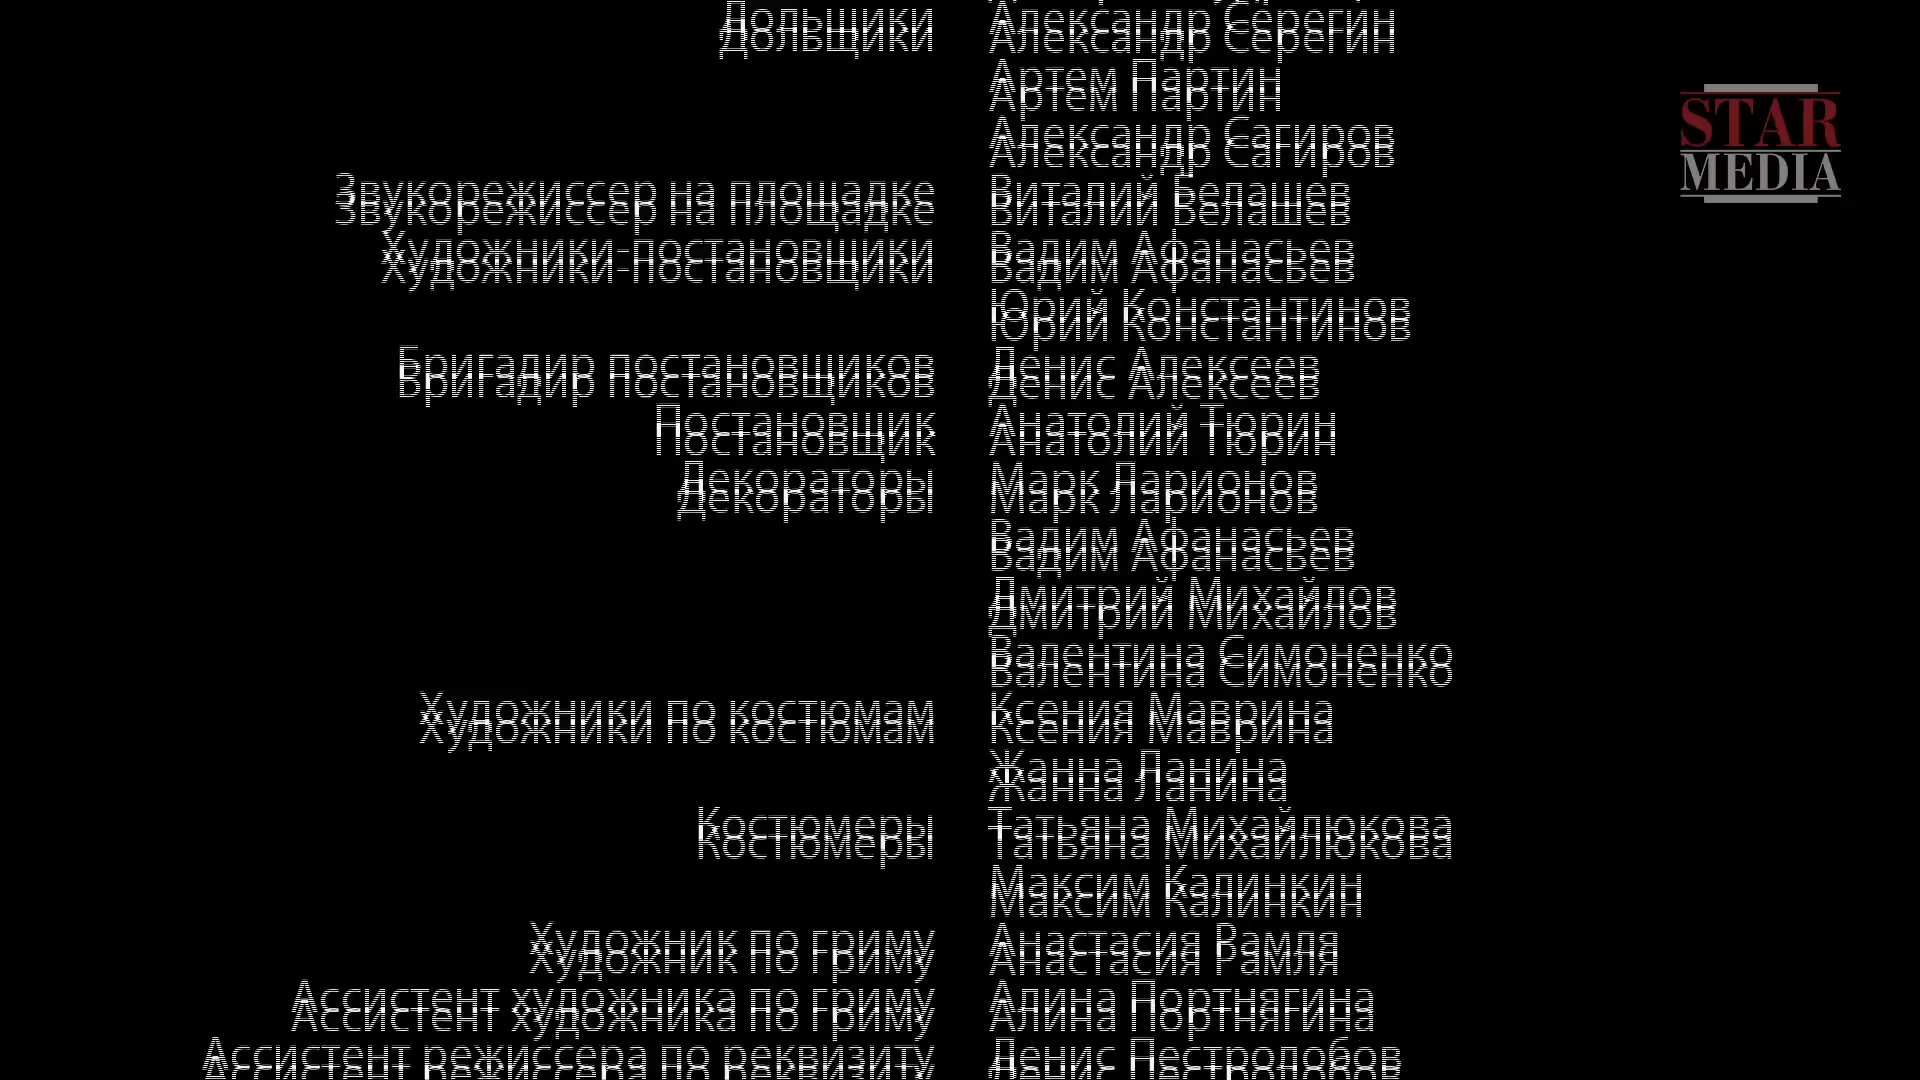 Дольщики Александр Серегин
Артем Партин
Александр Сагиров
Звукорежиссер на площадке Виталий Белашев
Художники-постановщики Вадим Афанасьев
Юрий Константинов
Бригадир постановщиков Денис Алексеев
Постановщик Анатолий Тюрин
Декораторы Марк Ларионов
Вадим Афанасьев
Дмитрий Михайлов
Валентина Симоненко
Художники по костюмам Ксения Маврина
Жанна Ланина
Костюмеры Татьяна Михайлюкова
Максим Калинкин
Художник по гриму Анастасия Рамля
Ассистент художника по гриму Алина Портнягина
Ассистент режиссера по реквизиту Денис Пестролобов
STAR
MEDIA